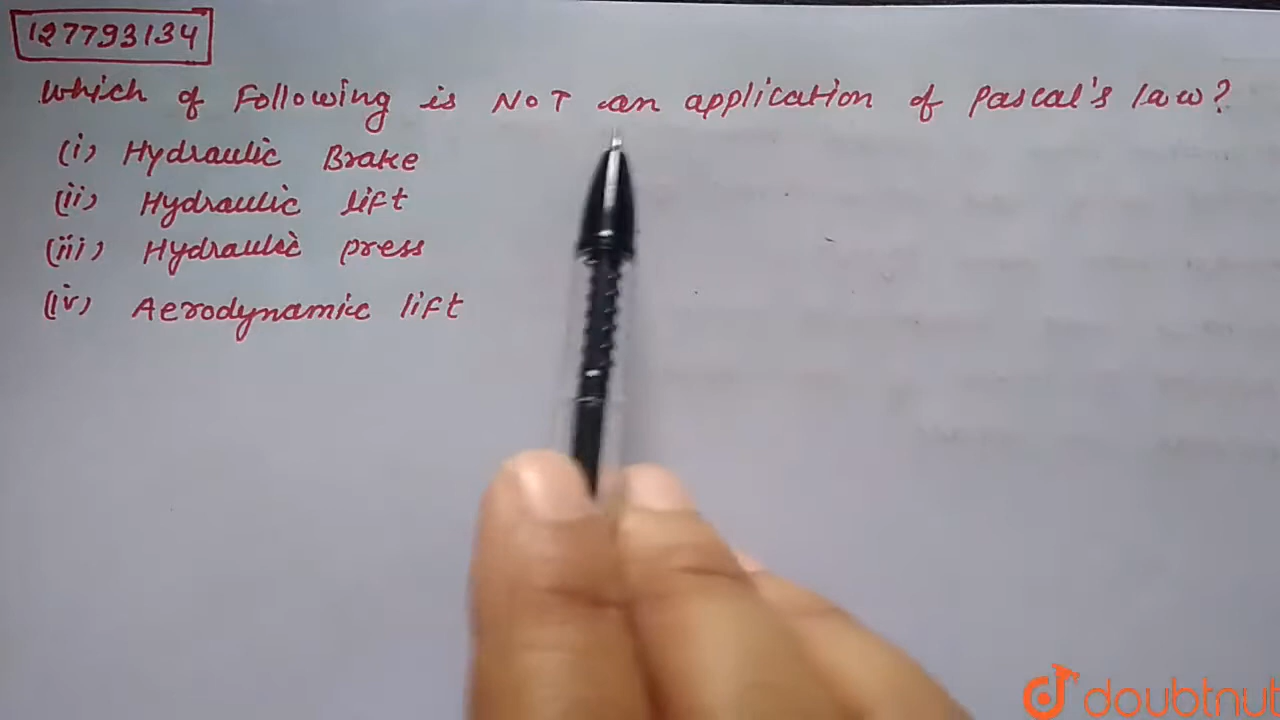 127793134
Which of Following is NOT an application of Pascal's law?
(i) Hydraulic Brake
(ii) Hydraulic lift
(iii) Hydraulic press
(iv) Aerodynamic lift
doubtnut